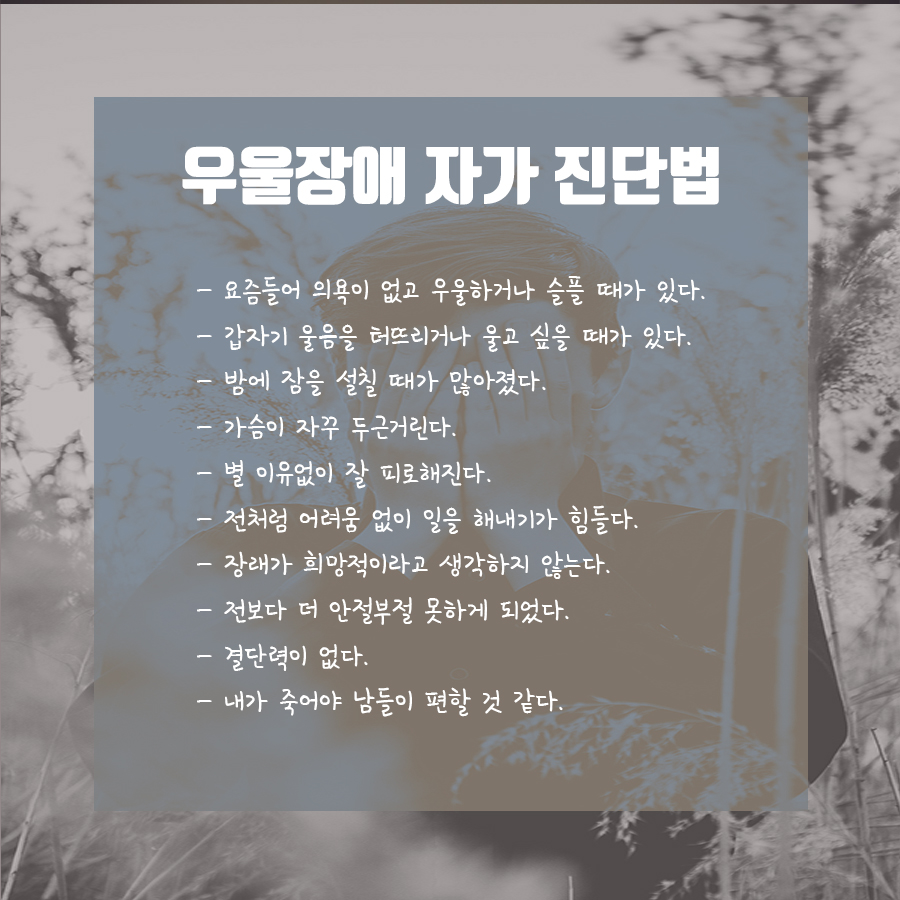 우울장애 자가 진단법
- 요즘들어 의욕이 없고 우울하거나 슬플 때가 있다.
- 갑자기 울음을 터뜨리거나 울고 싶을 때가 있다.
- 밤에 잠을 설칠 때가 많아졌다.
- 가슴이 자꾸 두근거린다.
- 별 이유없이 잘 피로해진다.
- 전처럼 어려움 없이 일을 해내기가 힘들다.
- 장래가 희망적이라고 생각하지 않는다.
- 전보다 더 안절부절 못하게 되었다.
- 결단력이 없다.
- 내가 죽어야 남들이 편할 것 같다.